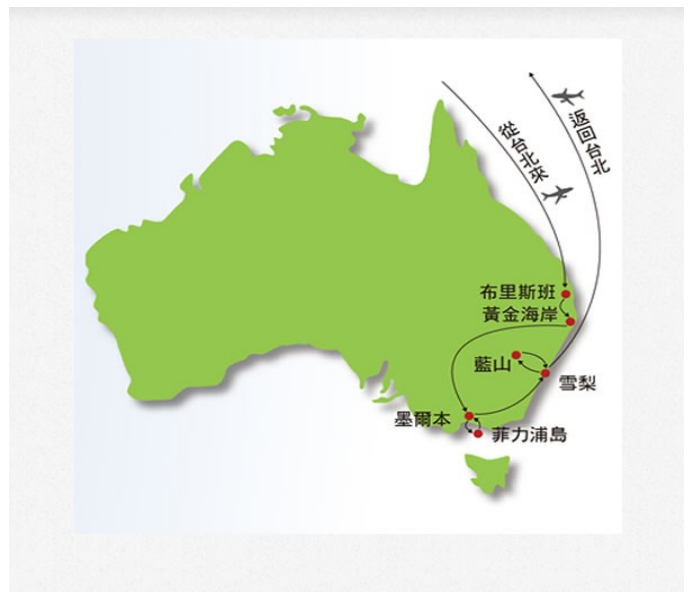 從台北來
返回台北
布里斯班
黃金海岸
藍山
雪梨
墨爾本
菲力浦島